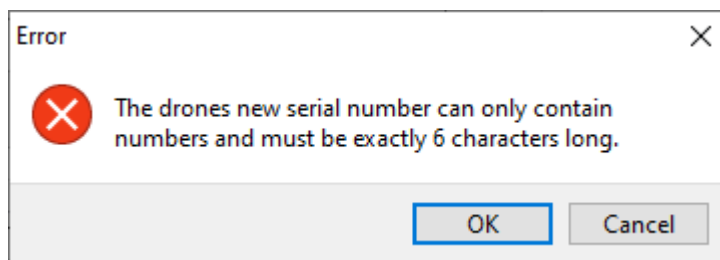 Error
The drones new serial number can only contain
numbers and must be exactly 6 characters long.
OK
Cancel